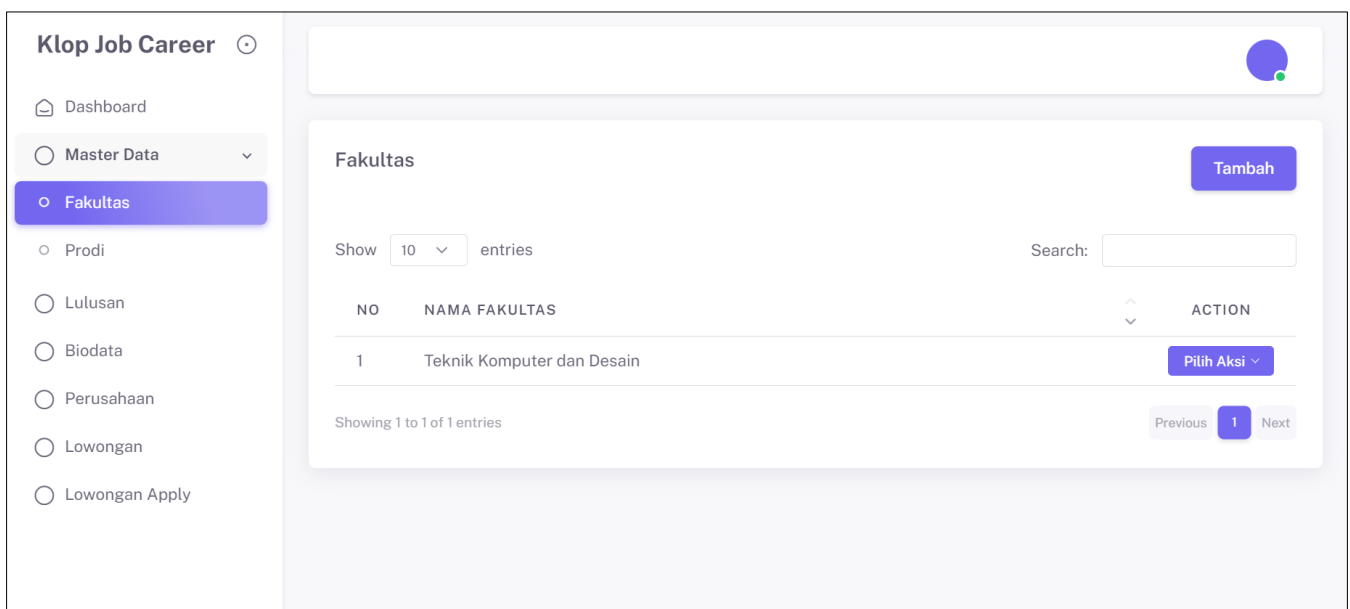 Klop Job Career
Dashboard
Master Data
Fakultas
Prodi
Lulusan
Biodata
Perusahaan
Lowongan
Lowongan Apply
Fakultas
Tambah
Show 10 entries
Search:
NO NAMA FAKULTAS ACTION
1 Teknik Komputer dan Desain Pilih Aksi
Showing 1 to 1 of 1 entries
Previous 1 Next